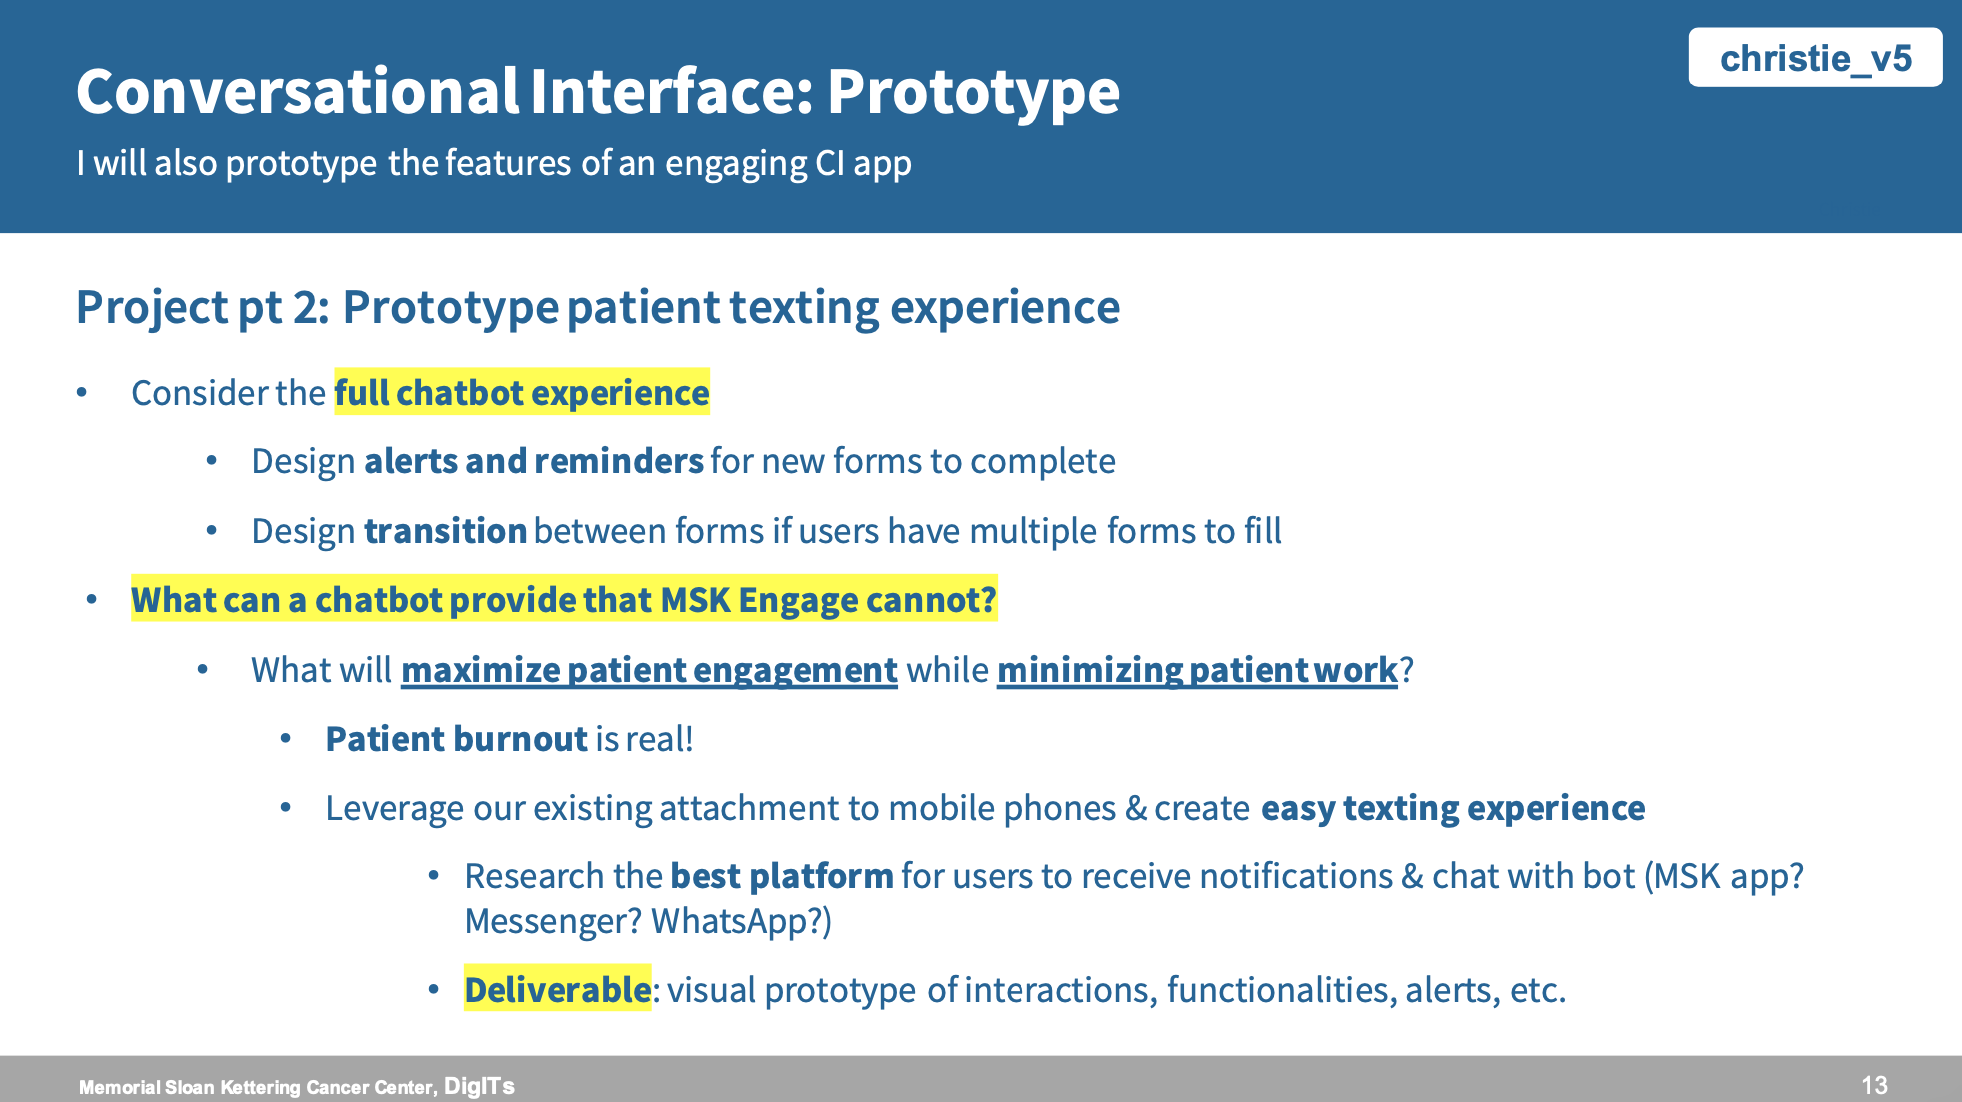 christie_v5
Conversational Interface: Prototype
I will also prototype the features of an engaging CI app
Project pt 2: Prototype patient texting experience
• Consider the full chatbot experience
• Design alerts and reminders for new forms to complete
• Design transition between forms if users have multiple forms to fill
• What can a chatbot provide that MSK Engage cannot?
• What will maximize patient engagement while minimizing patient work?
• Patient burnout is real!
• Leverage our existing attachment to mobile phones & create easy texting experience
• Research the best platform for users to receive notifications & chat with bot (MSK app?
Messenger? WhatsApp?)
• Deliverable: visual prototype of interactions, functionalities, alerts, etc.
Memorial Sloan Kettering Cancer Center, DigITs
13